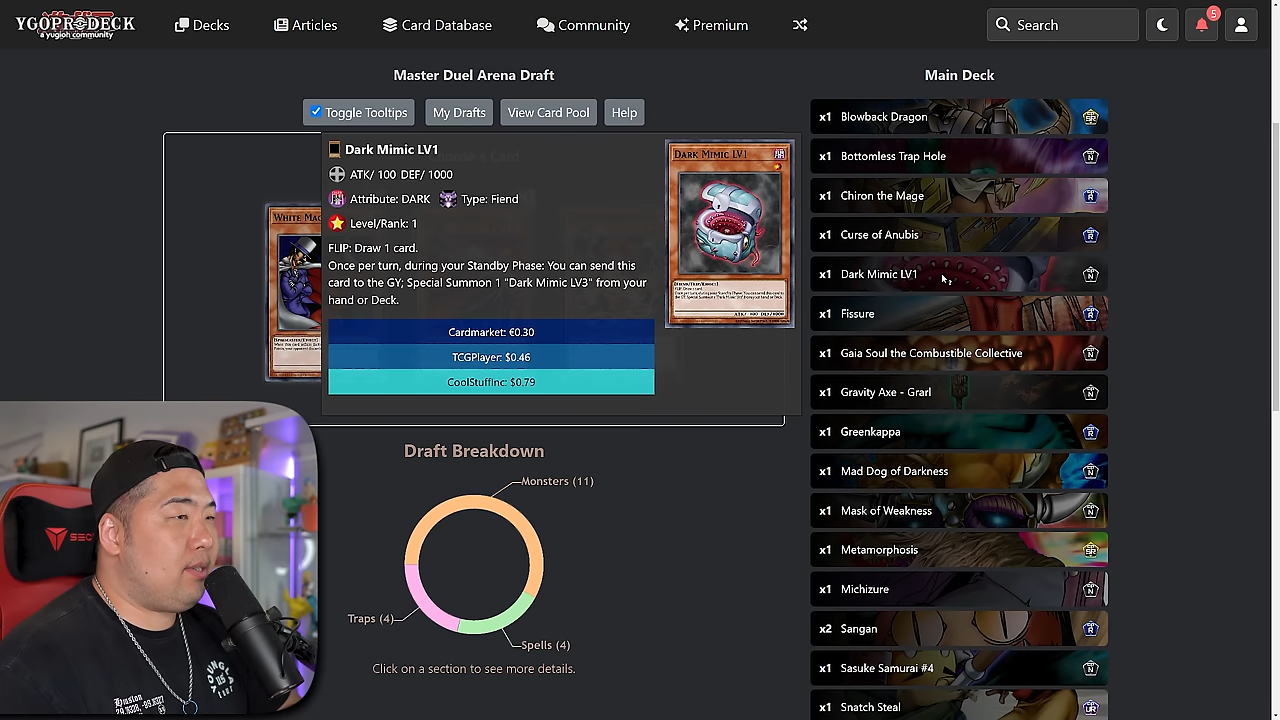 YGOPRODECK
a yugioh community
Decks
Articles
Card Database
Community
Premium
Search
5
Master Duel Arena Draft
Toggle Tooltips
My Drafts
View Card Pool
Help
WHITE MAG
Dark Mimic LV1
ATK/ 100 DEF/ 1000
Attribute: DARK
Type: Fiend
Level/Rank: 1
FLIP: Draw 1 card.
Once per turn, during your Standby Phase: You can send this
card to the GY; Special Summon 1 "Dark Mimic LV3" from your
hand or Deck.
Cardmarket: €0.30
TCGPlayer: $0.46
CoolStuffInc: $0.79
DARK MIMIC LV1
Draft Breakdown
Monsters (11)
Traps (4)
Spells (4)
Click on a section to see more details.
Main Deck
x1 Blowback Dragon
x1 Bottomless Trap Hole
x1 Chiron the Mage
x1 Curse of Anubis
x1 Dark Mimic LV1
x1 Fissure
x1 Gaia Soul the Combustible Collective
x1 Gravity Axe - Grarl
x1 Greenkappa
x1 Mad Dog of Darkness
x1 Mask of Weakness
x1 Metamorphosis
x1 Michizure
x2 Sangan
x1 Sasuke Samurai #4
x1 Snatch Steal